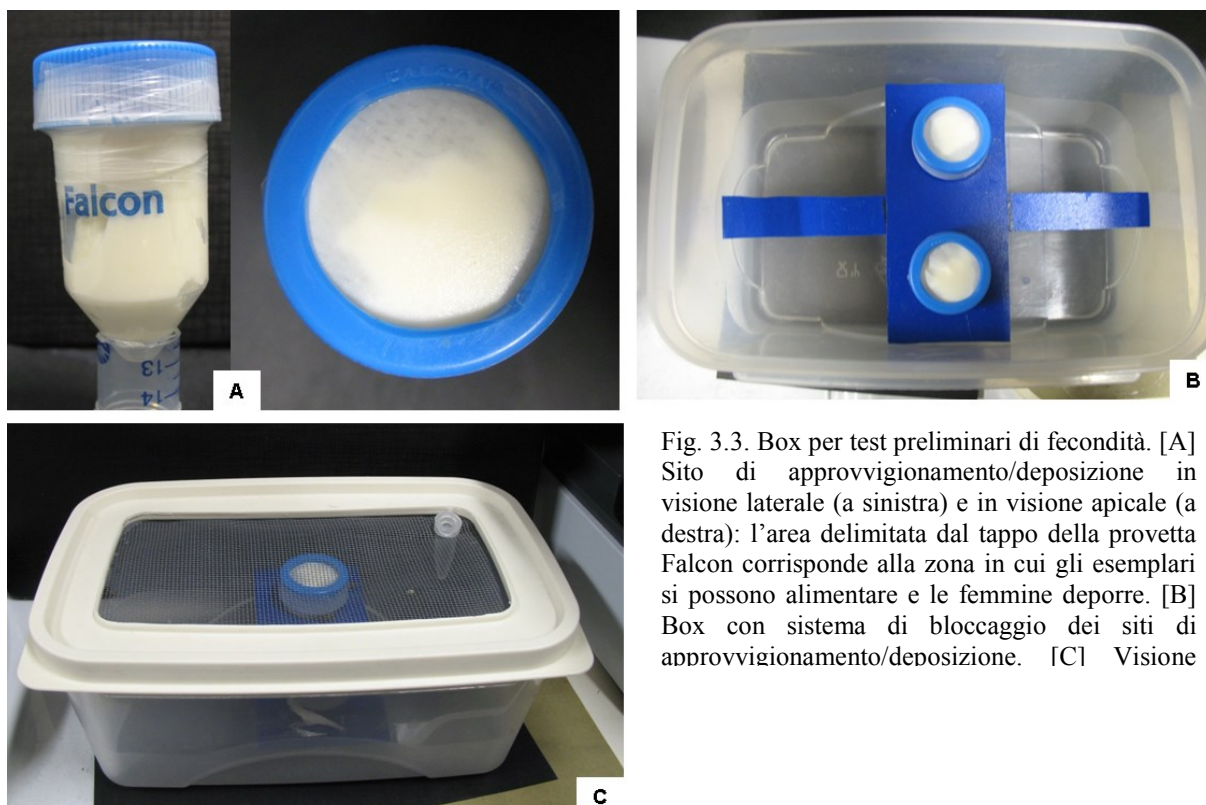 FALCON
Falcon
13
14
A
B
C
Fig. 3.3. Box per test preliminari di fecondità. [A]
Sito di approvvigionamento/deposizione in
visione laterale (a sinistra) e in visione apicale (a
destra): l’area delimitata dal tappo della provetta
Falcon corrisponde alla zona in cui gli esemplari
si possono alimentare e le femmine deporre. [B]
Box con sistema di bloccaggio dei siti di
approvvigionamento/deposizione. [C] Visione